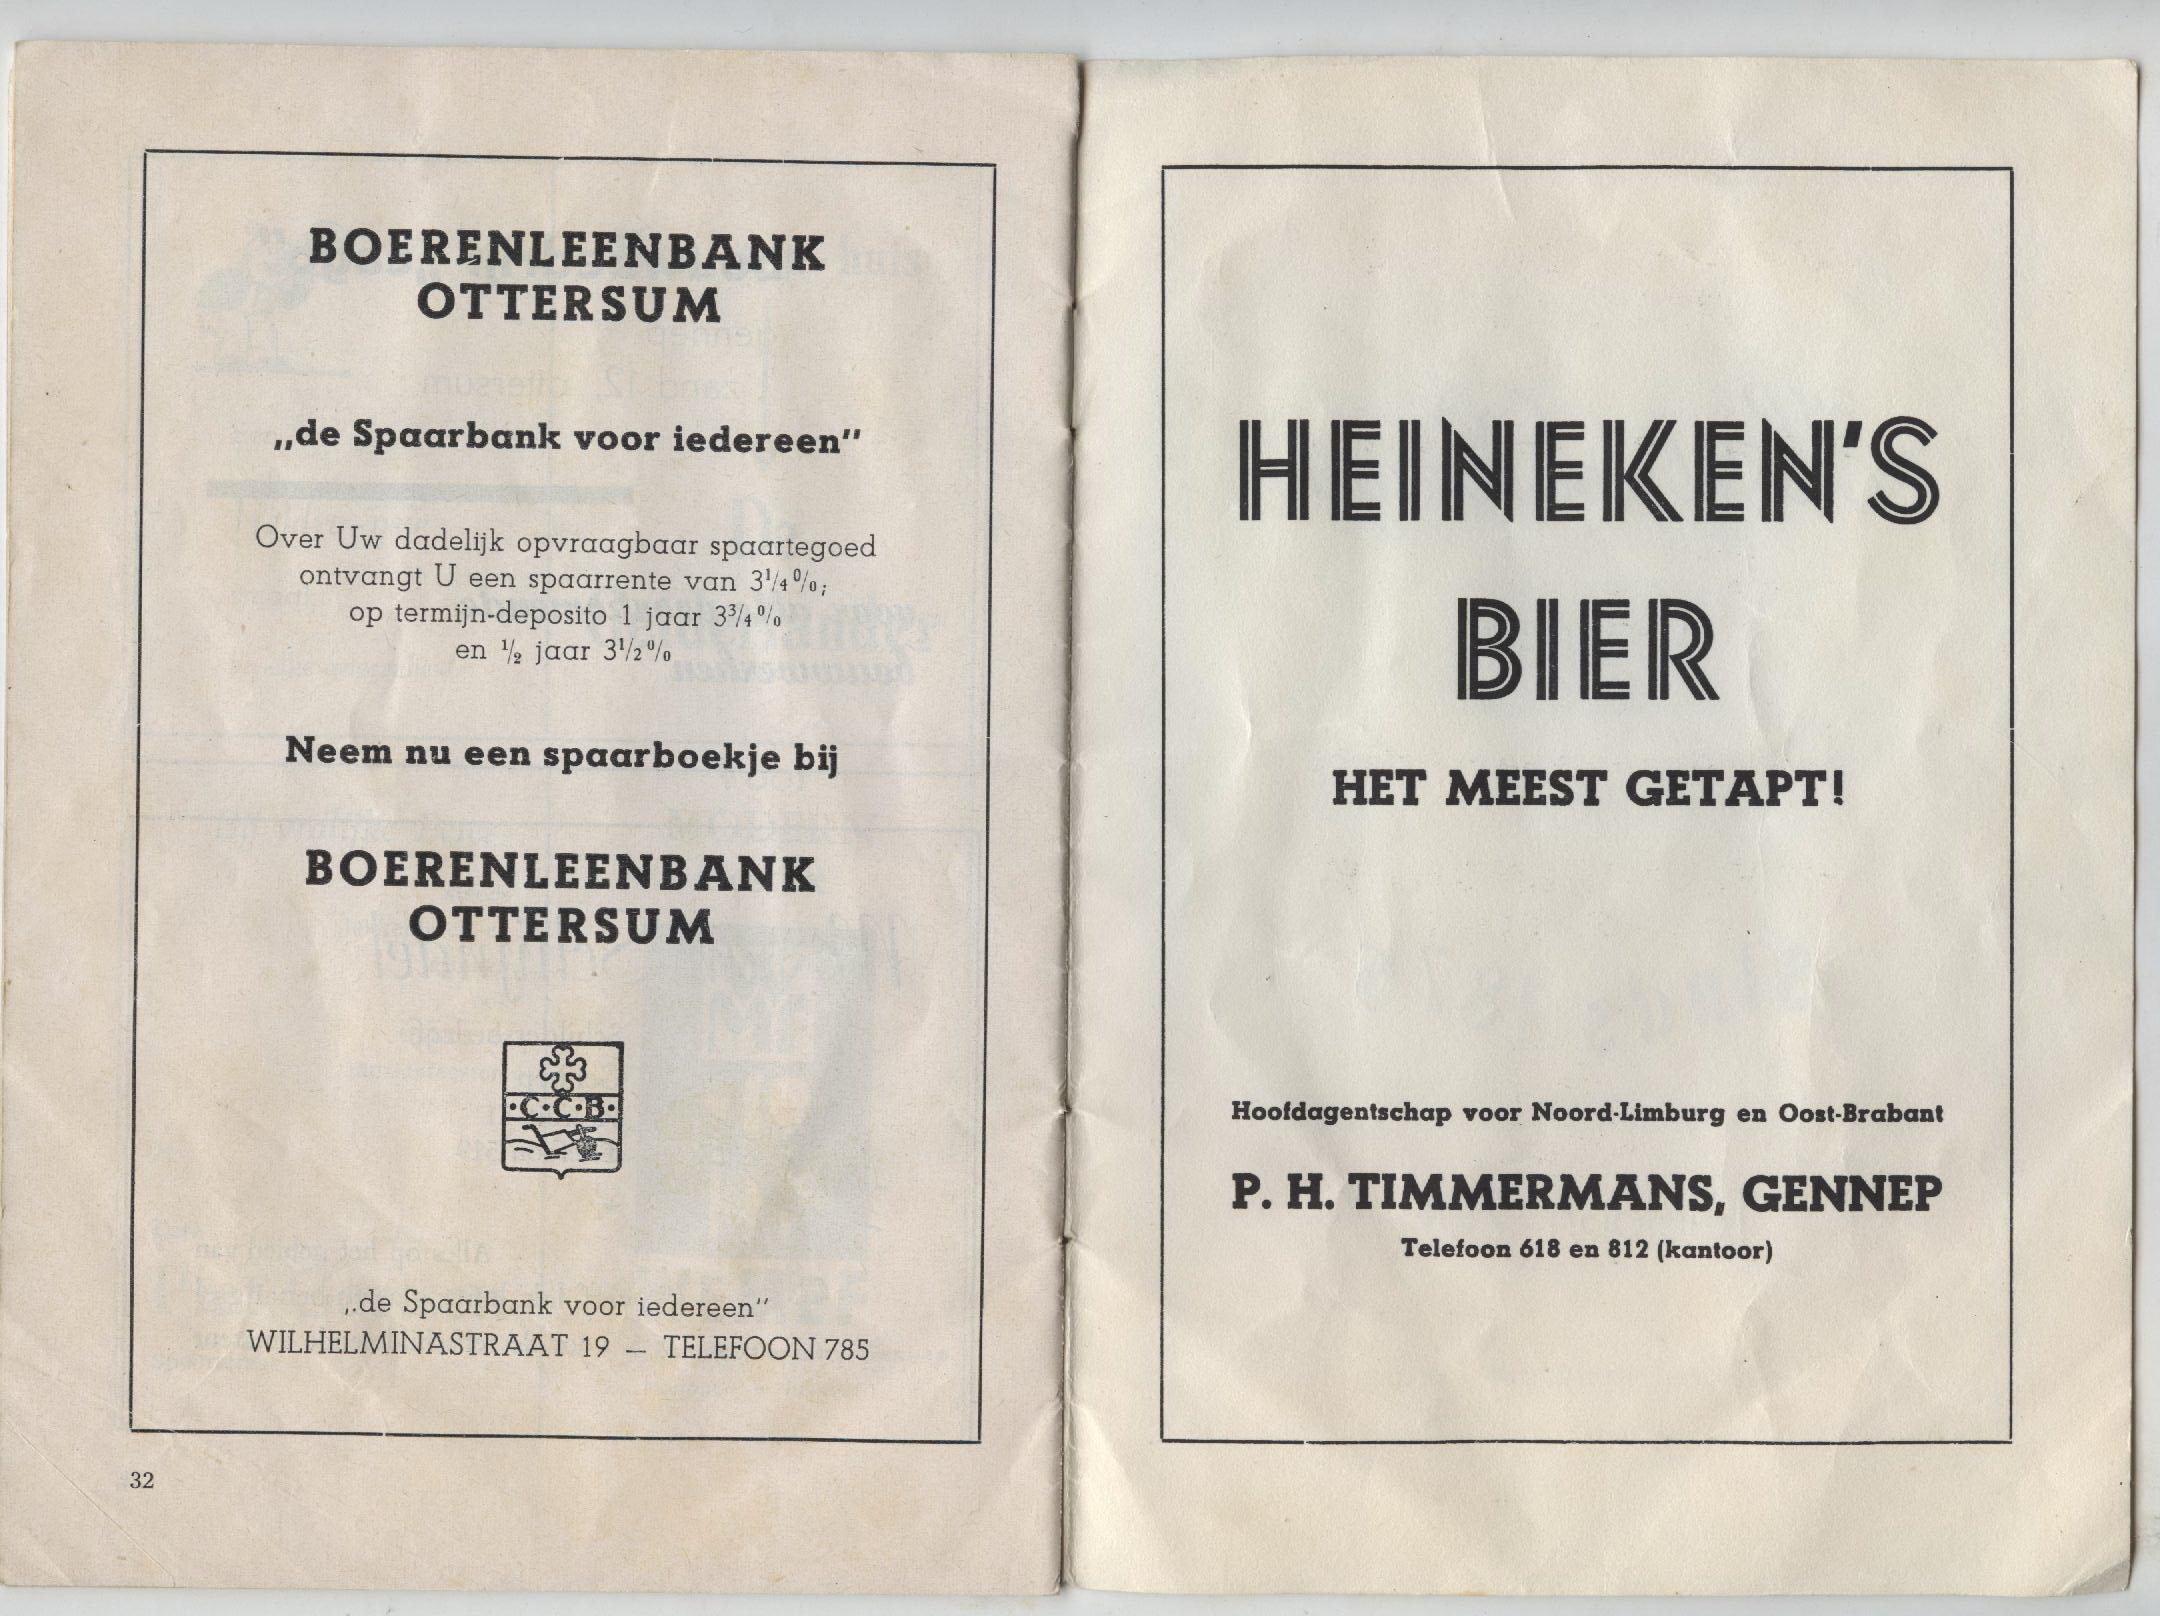 BOERENLEENBANK
OTTERSUM
„de Spaarbank voor iedereen”
Over Uw dadelijk opvraagbaar spaartegoed
ontvangt U een spaarrente van 3¹/₄%;
op termijn-deposito 1 jaar 3³/₄%
en ¹/₂ jaar 3¹/₂%
Neem nu een spaarboekje bij
BOERENLEENBANK
OTTERSUM
·C·C·B·
„de Spaarbank voor iedereen”
WILHELMINASTRAAT 19 — TELEFOON 785
32
HEINEKEN'S
BIER
HET MEEST GETAPT!
Hoofdagentschap voor Noord-Limburg en Oost-Brabant
P. H. TIMMERMANS, GENNEP
Telefoon 618 en 812 (kantoor)